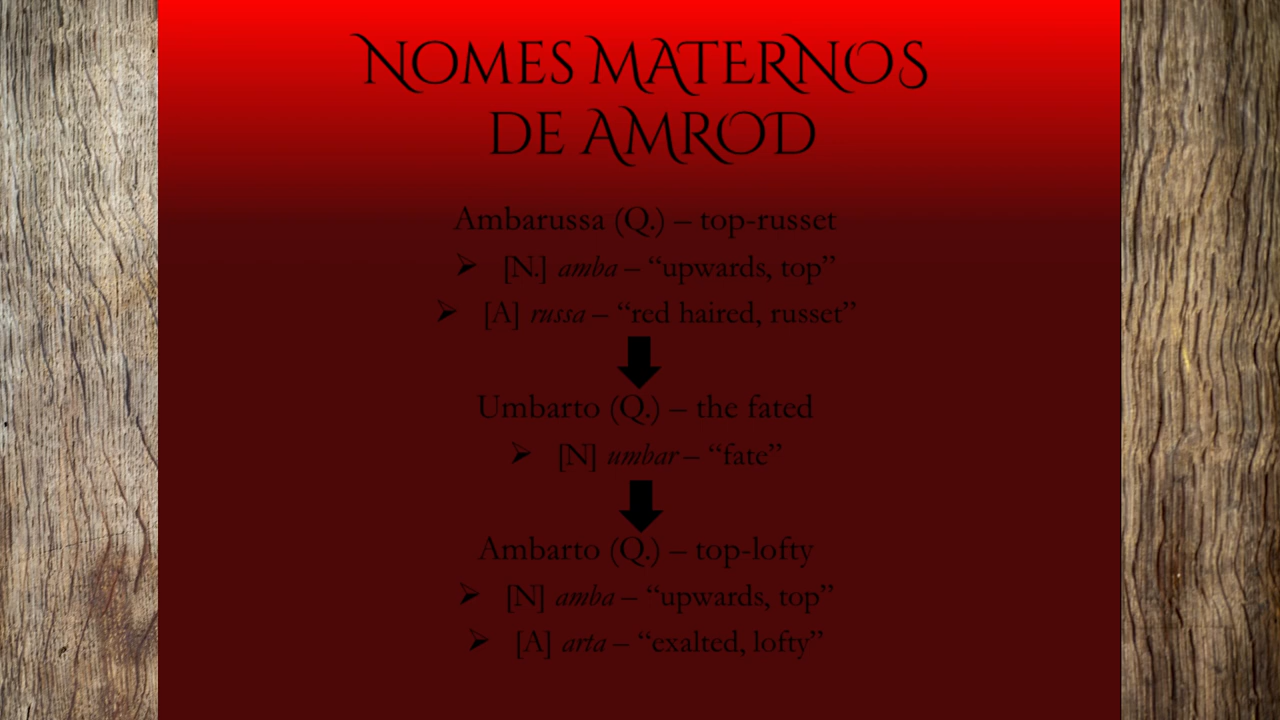 NOMES MATERNOS
DE AMROD
Ambarussa (Q.) – top-russet
➢ [N.] amba – “upwards, top”
➢ [A] russa – “red haired, russet”
Umbarto (Q.) – the fated
➢ [N] umbar – “fate”
Ambarto (Q.) – top-lofty
➢ [N] amba – “upwards, top”
➢ [A] arta – “exalted, lofty”